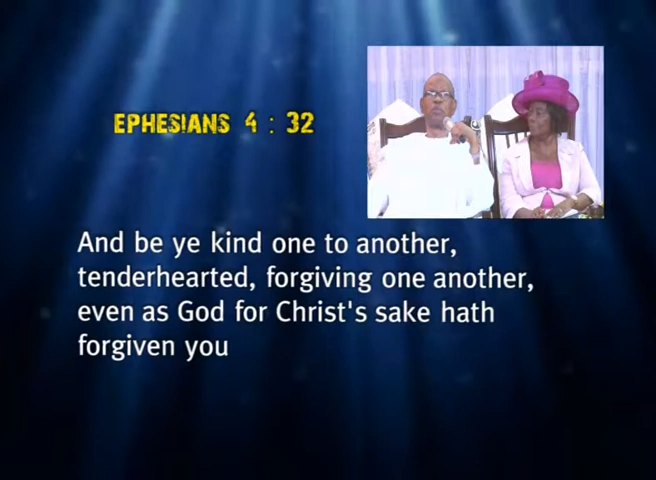 EPHESIANS 4 : 32
And be ye kind one to another,
tenderhearted, forgiving one another,
even as God for Christ's sake hath
forgiven you